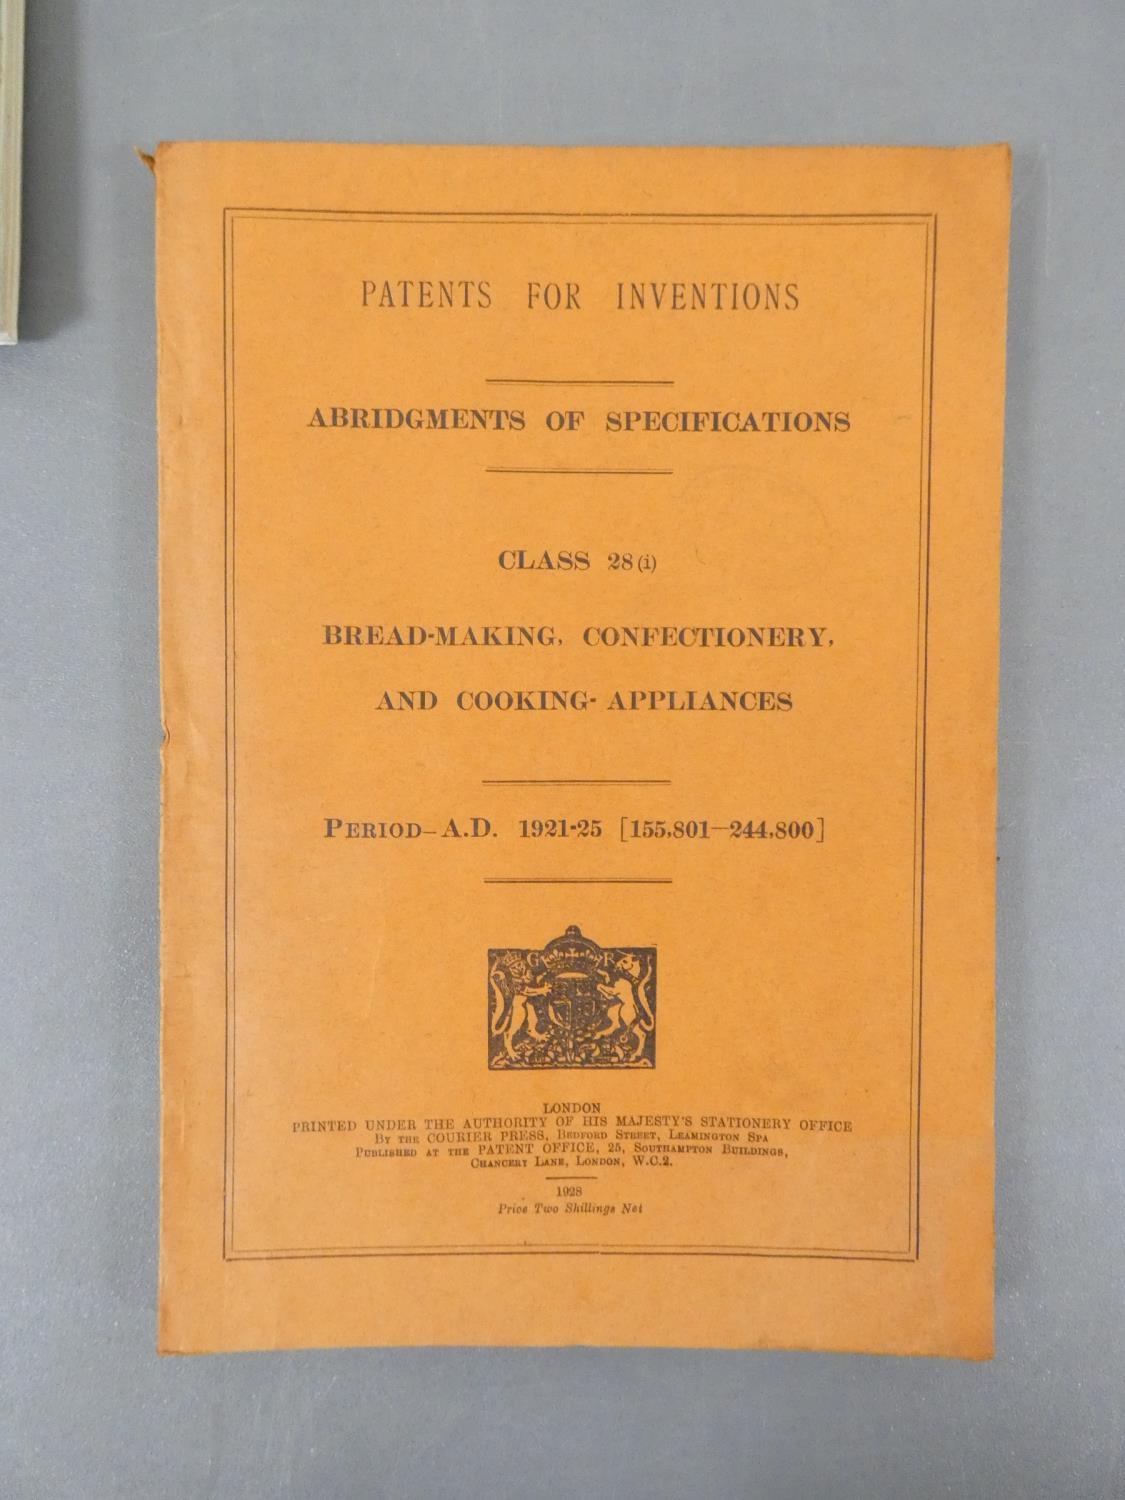 PATENTS FOR INVENTIONS
ABRIDGMENTS OF SPECIFICATIONS
CLASS 28 (i)
BREAD-MAKING, CONFECTIONERY,
AND COOKING- APPLIANCES
PERIOD—A.D. 1921-25 [155,801—244,800]
G R
LONDON
PRINTED UNDER THE AUTHORITY OF HIS MAJESTY'S STATIONERY OFFICE
BY THE COURIER PRESS, BEDFORD STREET, LEAMINGTON SPA
PUBLISHED AT THE PATENT OFFICE, 25, SOUTHAMPTON BUILDINGS,
CHANCERY LANE, LONDON, W.C.2.
1928
Price Two Shillings Net